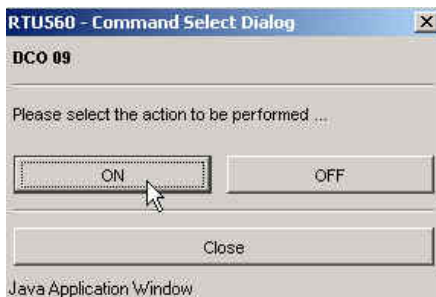 RTU560 - Command Select Dialog
DCO 09
Please select the action to be performed ...
ON OFF
Close
Java Application Window